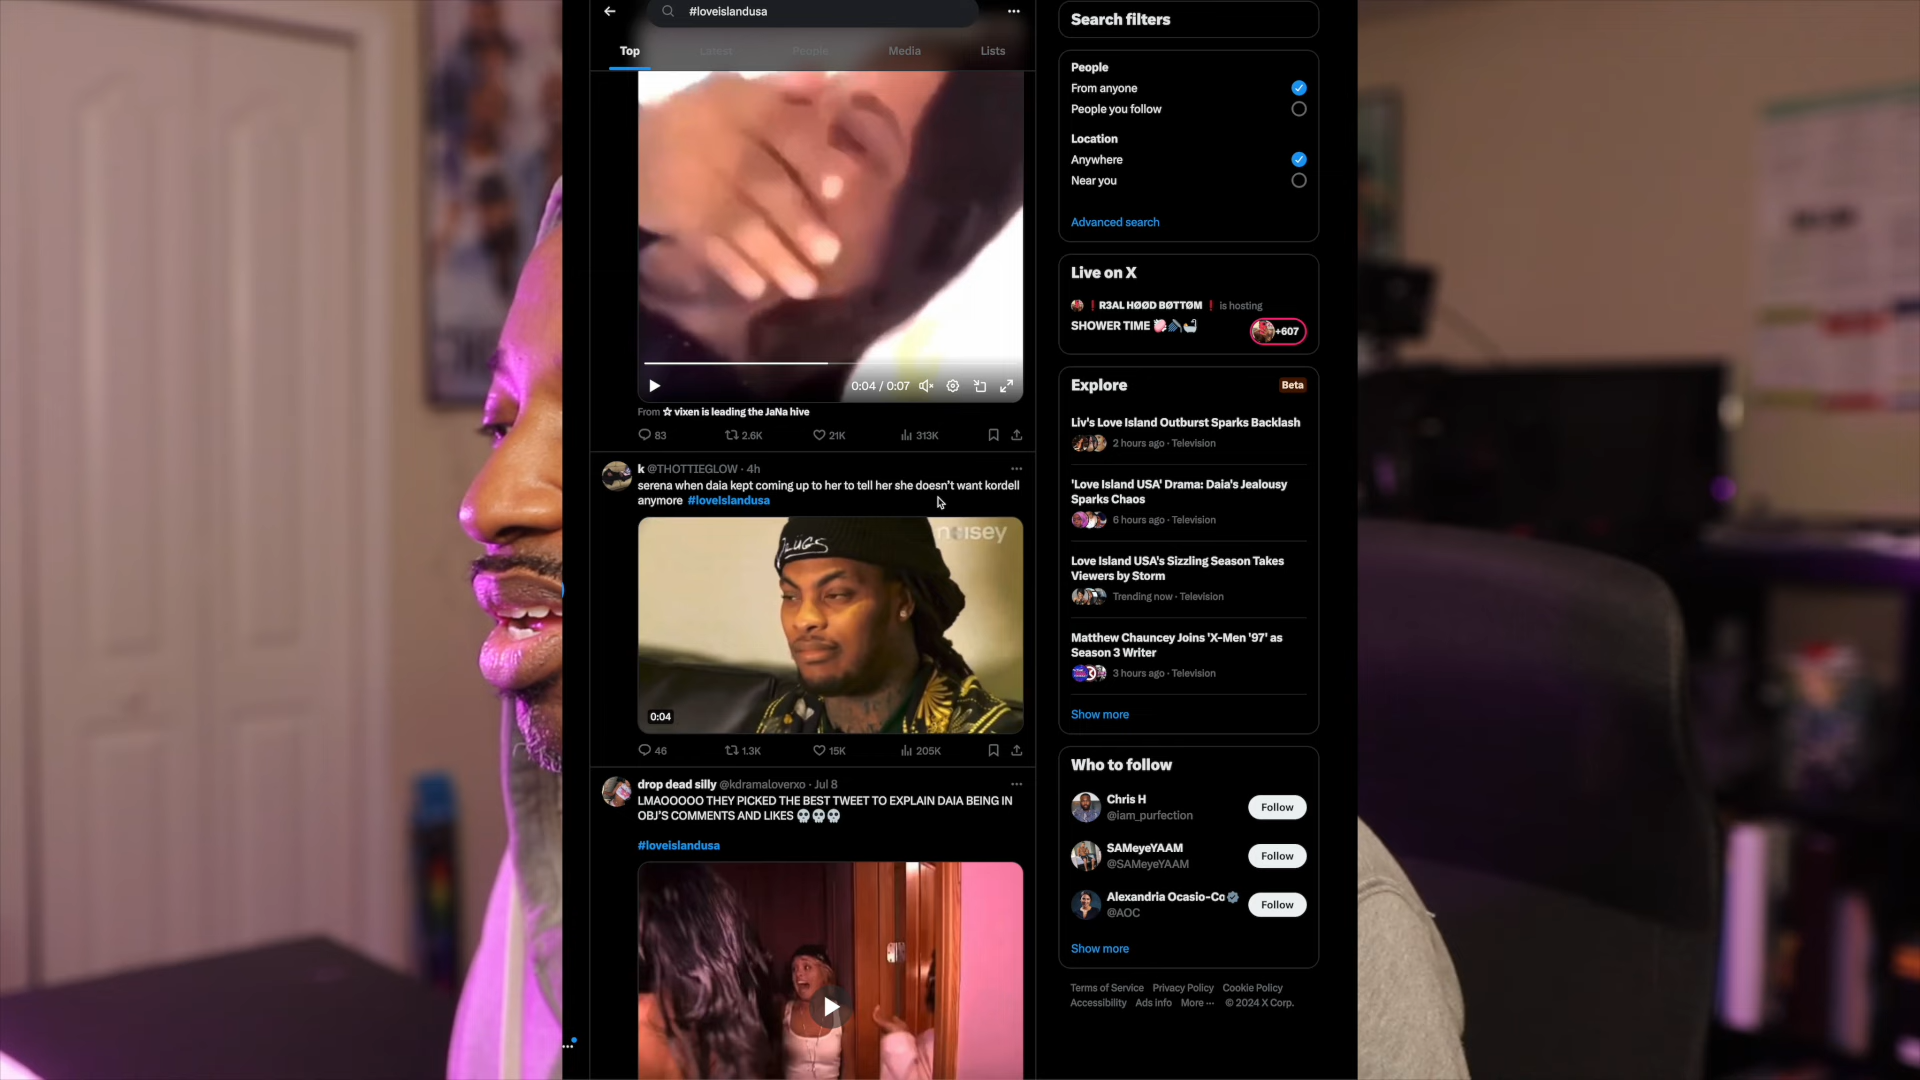 #loveislandusa
Top
Latest
People
Media
Lists
0:04 / 0:07
From ☆ vixen is leading the JaNa hive
83
2.6K
21K
313K
k @THOTTIEGLOW · 4h
serena when daia kept coming up to her to tell her she doesn't want kordell
anymore #loveIslandusa
noisey
0:04
46
1.3K
15K
205K
drop dead silly @kdramaloverxo · Jul 8
LMAOOOOO THEY PICKED THE BEST TWEET TO EXPLAIN DAIA BEING IN
OBJ'S COMMENTS AND LIKES 💀💀💀
#loveislandusa
Search filters
People
From anyone
People you follow
Location
Anywhere
Near you
Advanced search
Live on X
❗R3AL HØØD BØTTØM❗ is hosting
SHOWER TIME 🧼🚿🛀
+607
Explore
Beta
Liv's Love Island Outburst Sparks Backlash
2 hours ago · Television
'Love Island USA' Drama: Daia's Jealousy
Sparks Chaos
6 hours ago · Television
Love Island USA's Sizzling Season Takes
Viewers by Storm
Trending now · Television
Matthew Chauncey Joins 'X-Men '97' as
Season 3 Writer
3 hours ago · Television
Show more
Who to follow
Chris H
@iam_purfection
Follow
SAMeyeYAAM
@SAMeyeYAAM
Follow
Alexandria Ocasio-Co
@AOC
Follow
Show more
Terms of Service Privacy Policy Cookie Policy
Accessibility Ads info More ··· © 2024 X Corp.